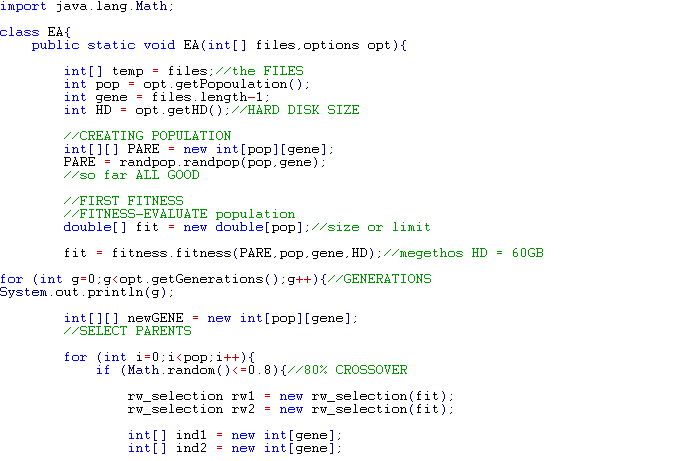 import java.lang.Math;
class EA{
public static void EA(int[] files,options opt){
int[] temp = files;//the FILES
int pop = opt.getPopoulation();
int gene = files.length-1;
int HD = opt.getHD();//HARD DISK SIZE
//CREATING POPULATION
int[][] PARE = new int[pop][gene];
PARE = randpop.randpop(pop,gene);
//so far ALL GOOD
//FIRST FITNESS
//FITNESS-EVALUATE population
double[] fit = new double[pop];//size or limit
fit = fitness.fitness(PARE,pop,gene,HD);//megethos HD = 60GB
for (int g=0;g<opt.getGenerations();g++){//GENERATIONS
System.out.println(g);
int[][] newGENE = new int[pop][gene];
//SELECT PARENTS
for (int i=0;i<pop;i++){
if (Math.random()<=0.8){//80% CROSSOVER
rw_selection rw1 = new rw_selection(fit);
rw_selection rw2 = new rw_selection(fit);
int[] ind1 = new int[gene];
int[] ind2 = new int[gene];